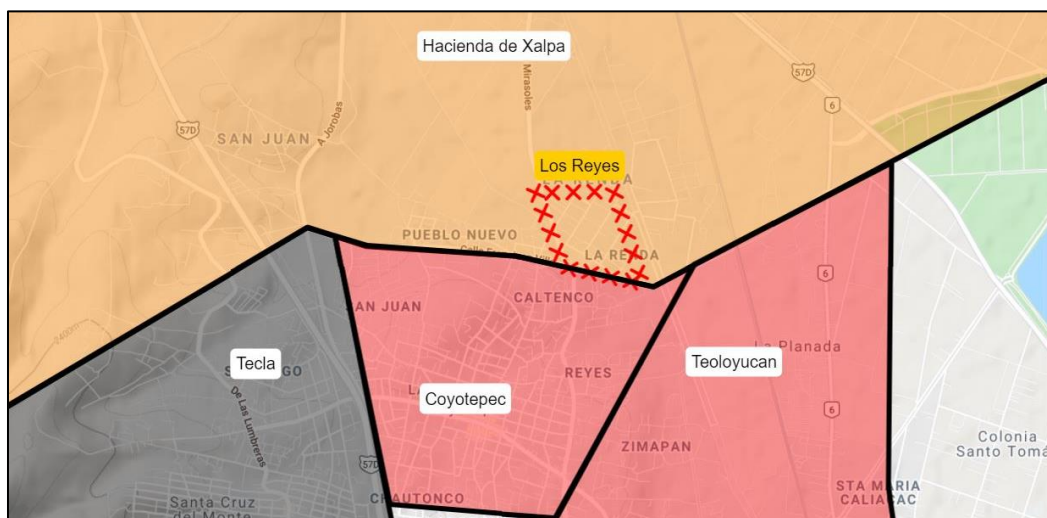 Hacienda de Xalpa
Mirasoles
57D
57D
6
A Jorobas
SAN JUAN
Los Reyes
PUEBLO NUEVO
LA RENDA
6
CALTENCO
SAN JUAN
2400m
Tecla
Teoloyucan
La Planada
REYES
Coyotepec
De Las Lumbreras
6
ZIMAPAN
Colonia
Santo Tomá
57D
CHAUTONCO
STA MARIA
CALIACAC
Santa Cruz
del Monte